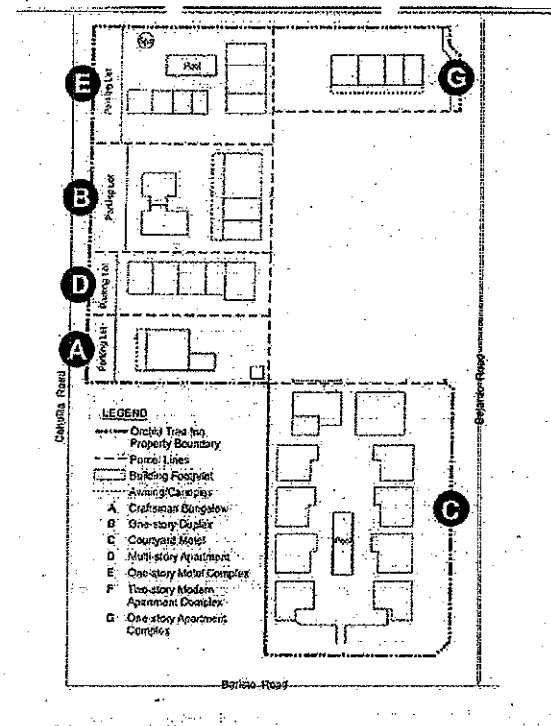 Spa
Pool
E
G
Parking Lot
B
Parking Lot
D
Parking Lot
A
Parking Lot
Cahuilla Road
Belardo Road
LEGEND
Orchid Tree Inn
Property Boundary
Parcel Lines
Building Footprint
Awning/Canopies
A Craftsman Bungalow
B One-story Duplex
C Courtyard Motel
D Multi-story Apartment
E One-story Motel Complex
F Two-story Modern
Apartment Complex
G One-story Apartment
Complex
C
Pool
Baristo Road